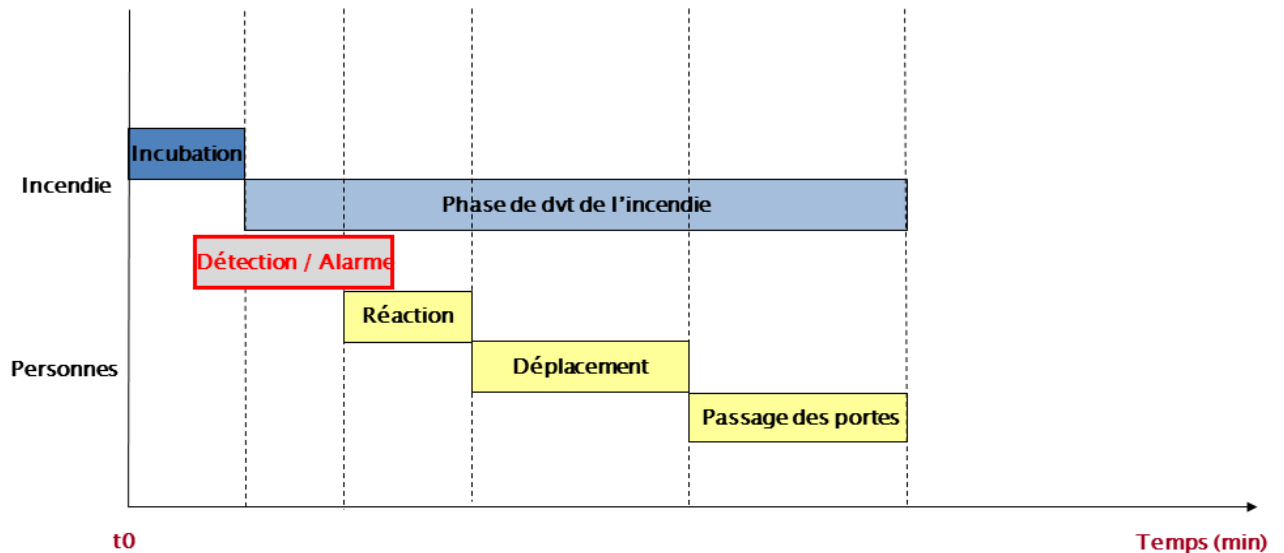 Incubation
Incendie
Phase de dvt de l'incendie
Détection / Alarme
Réaction
Personnes
Déplacement
Passage des portes
t0
Temps (min)